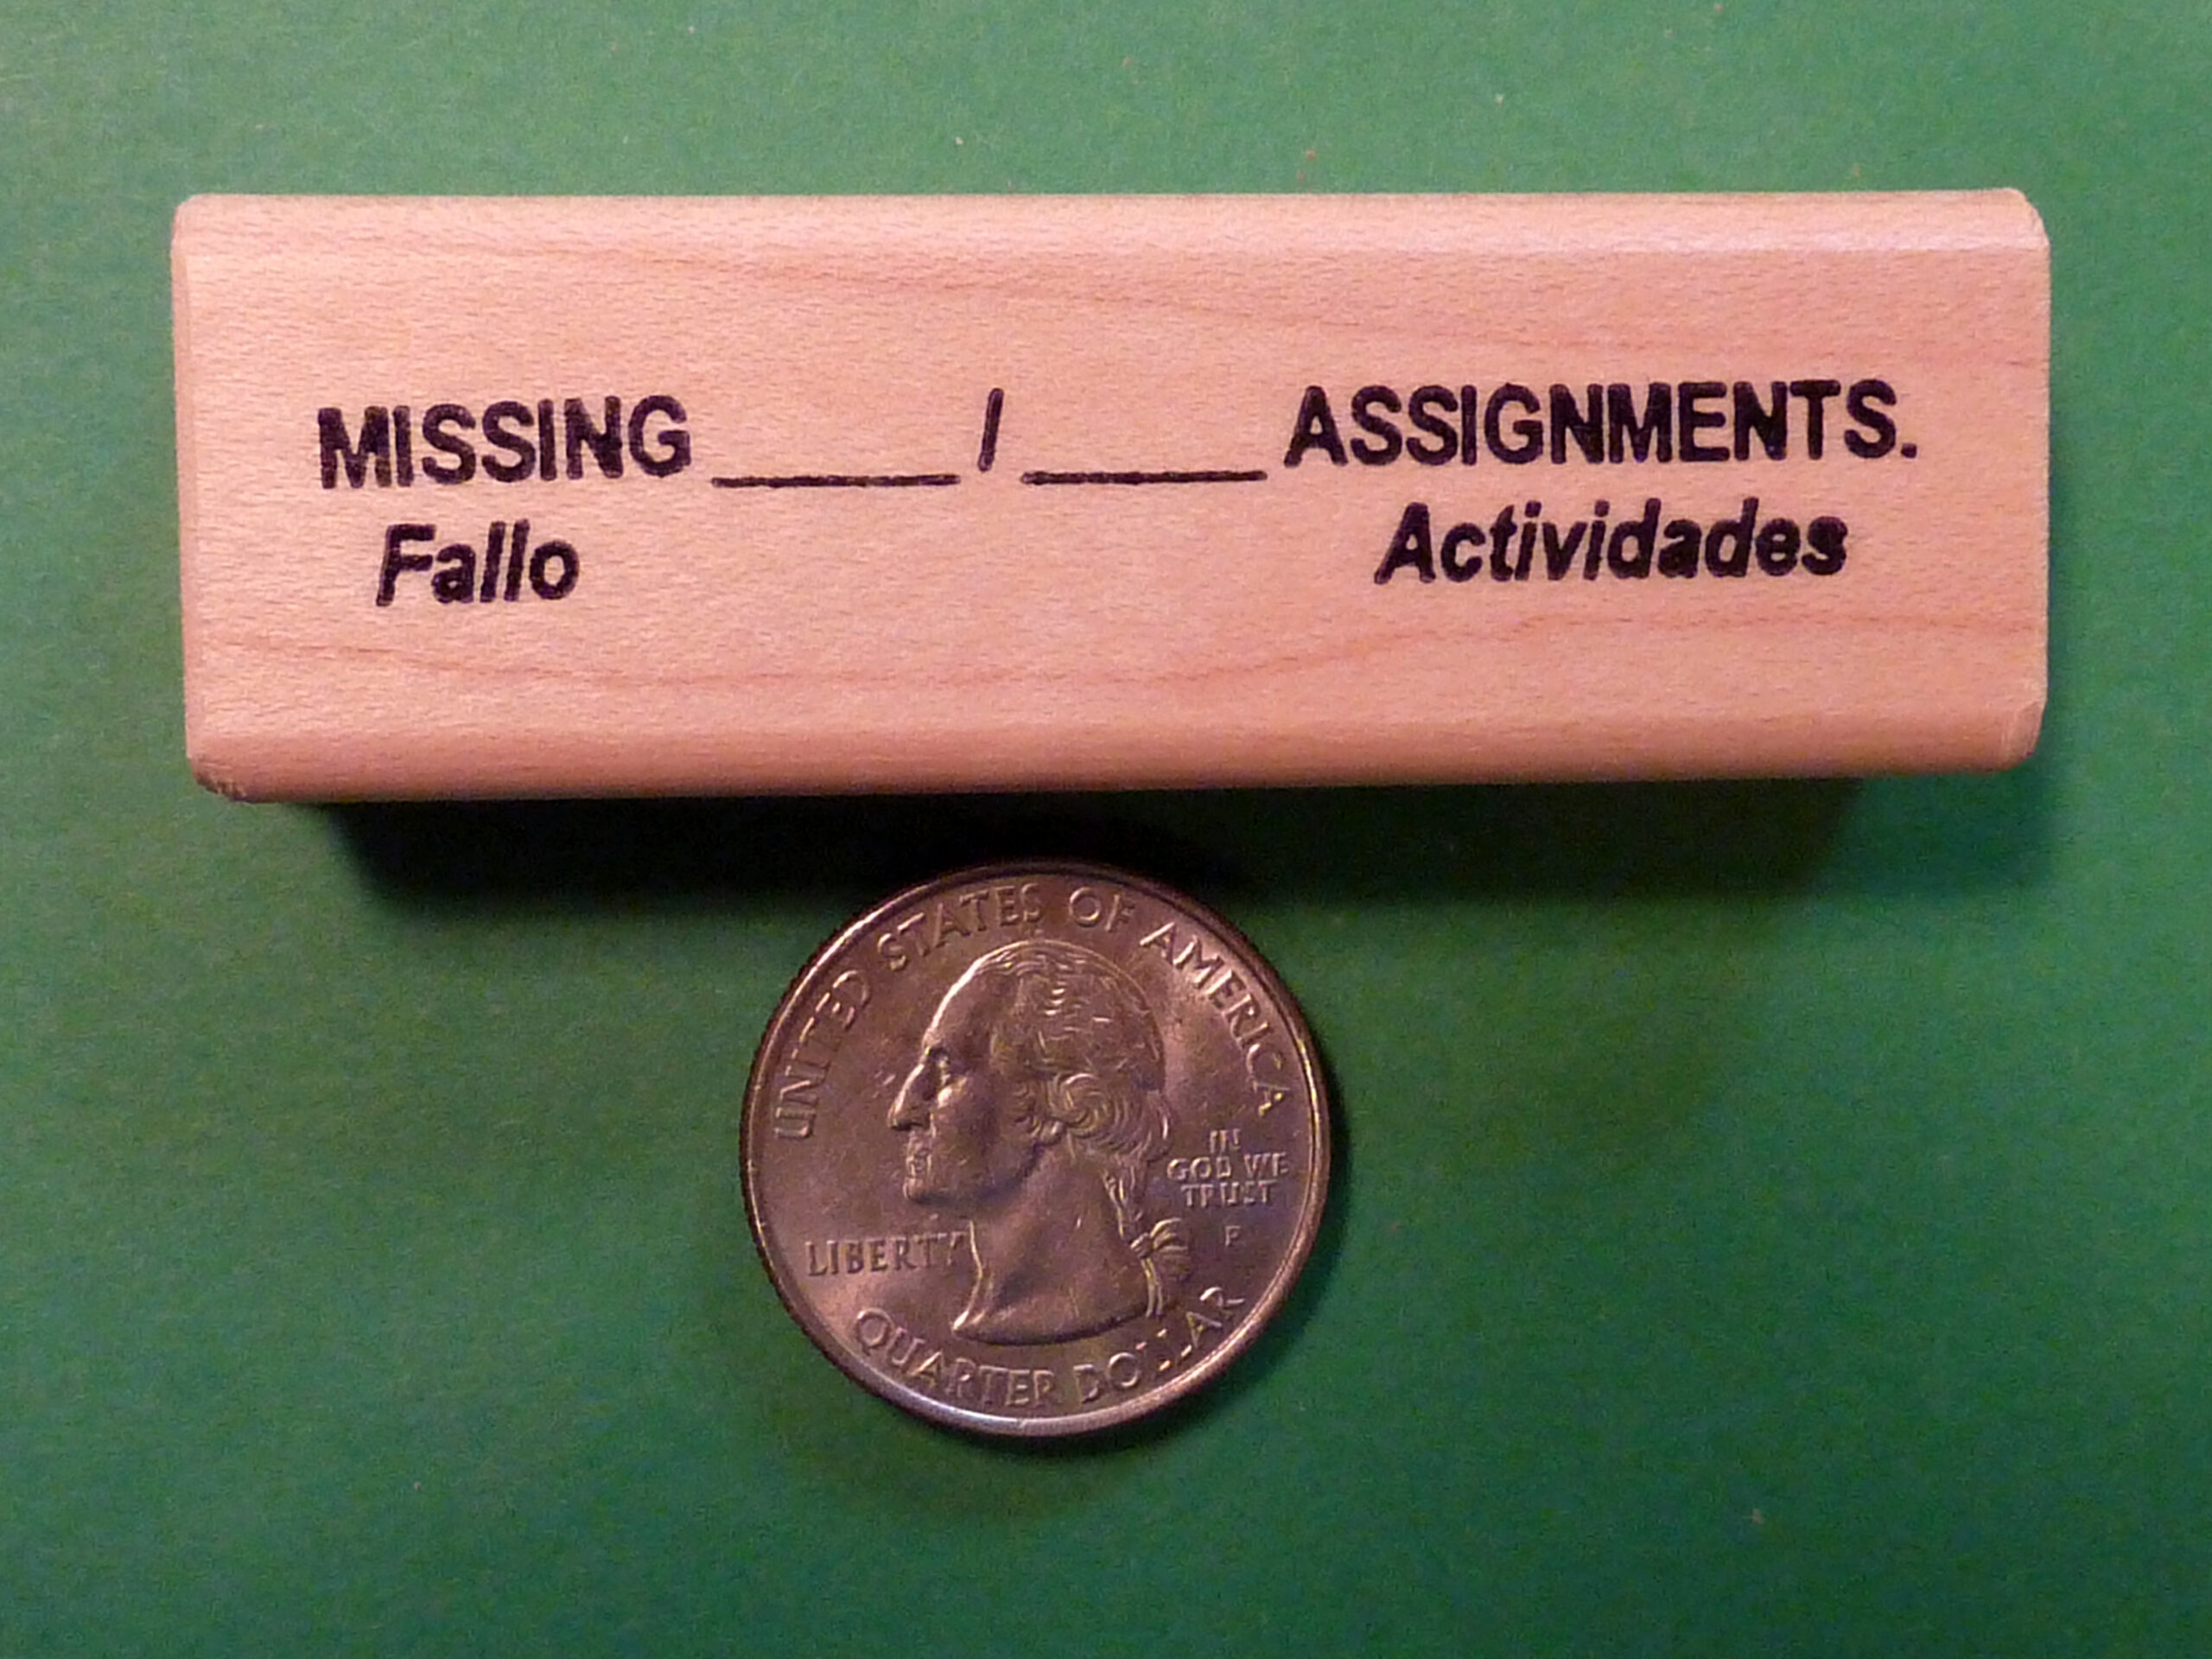 MISSING ____ / ____ ASSIGNMENTS.
Fallo Actividades
UNITED STATES OF AMERICA
IN
GOD WE
TRUST
P
LIBERTY
QUARTER DOLLAR